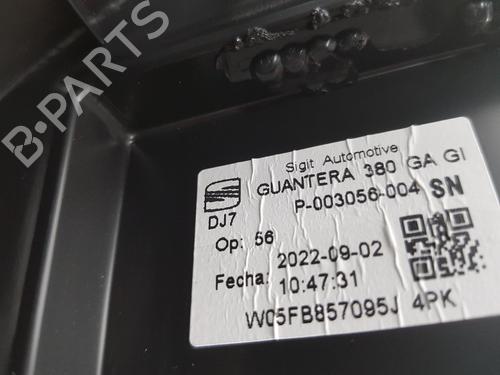 B-PARTS
Sigit Automotive
GUANTERA 380 GA GI
P-003056-004 SN
DJ7
Op: 56
2022-09-02
Fecha: 10:47:31
W05FB857095J 4PK